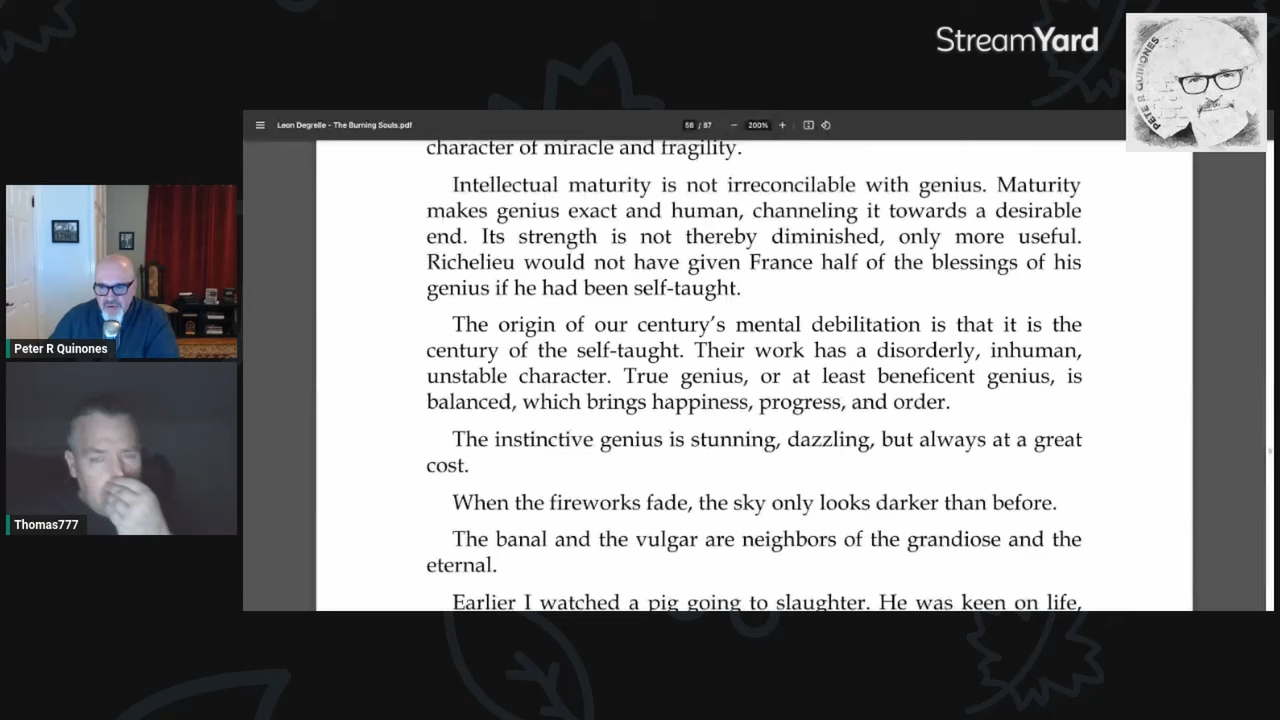 StreamYard
PETER R QUINONES
Leon Degrelle - The Burning Souls.pdf
58 / 87
200%
character of miracle and fragility.
Intellectual maturity is not irreconcilable with genius. Maturity
makes genius exact and human, channeling it towards a desirable
end. Its strength is not thereby diminished, only more useful.
Richelieu would not have given France half of the blessings of his
genius if he had been self-taught.
The origin of our century's mental debilitation is that it is the
century of the self-taught. Their work has a disorderly, inhuman,
unstable character. True genius, or at least beneficent genius, is
balanced, which brings happiness, progress, and order.
The instinctive genius is stunning, dazzling, but always at a great
cost.
When the fireworks fade, the sky only looks darker than before.
The banal and the vulgar are neighbors of the grandiose and the
eternal.
Earlier I watched a pig going to slaughter. He was keen on life,
Peter R Quinones
Thomas777